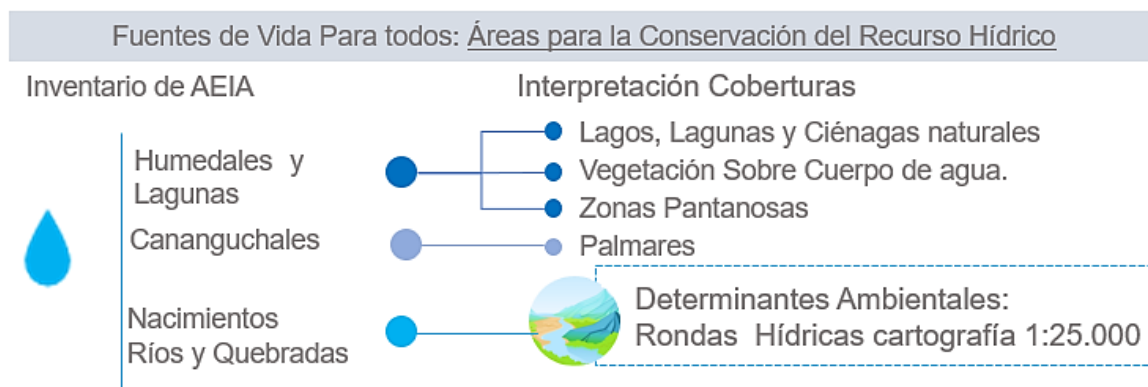 Fuentes de Vida Para todos: Áreas para la Conservación del Recurso Hídrico
Inventario de AEIA
Interpretación Coberturas
Humedales y
Lagunas
Lagos, Lagunas y Ciénagas naturales
Vegetación Sobre Cuerpo de agua.
Zonas Pantanosas
Cananguchales
Palmares
Nacimientos
Ríos y Quebradas
Determinantes Ambientales:
Rondas Hídricas cartografía 1:25.000